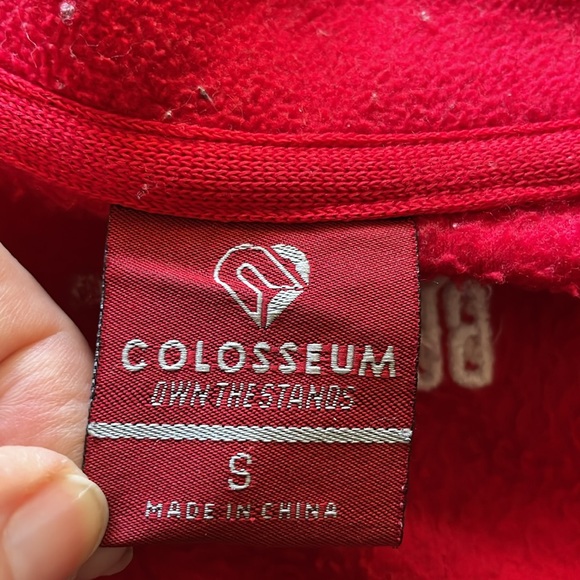 COLOSSEUM
OWN THE STANDS
S
MADE IN CHINA